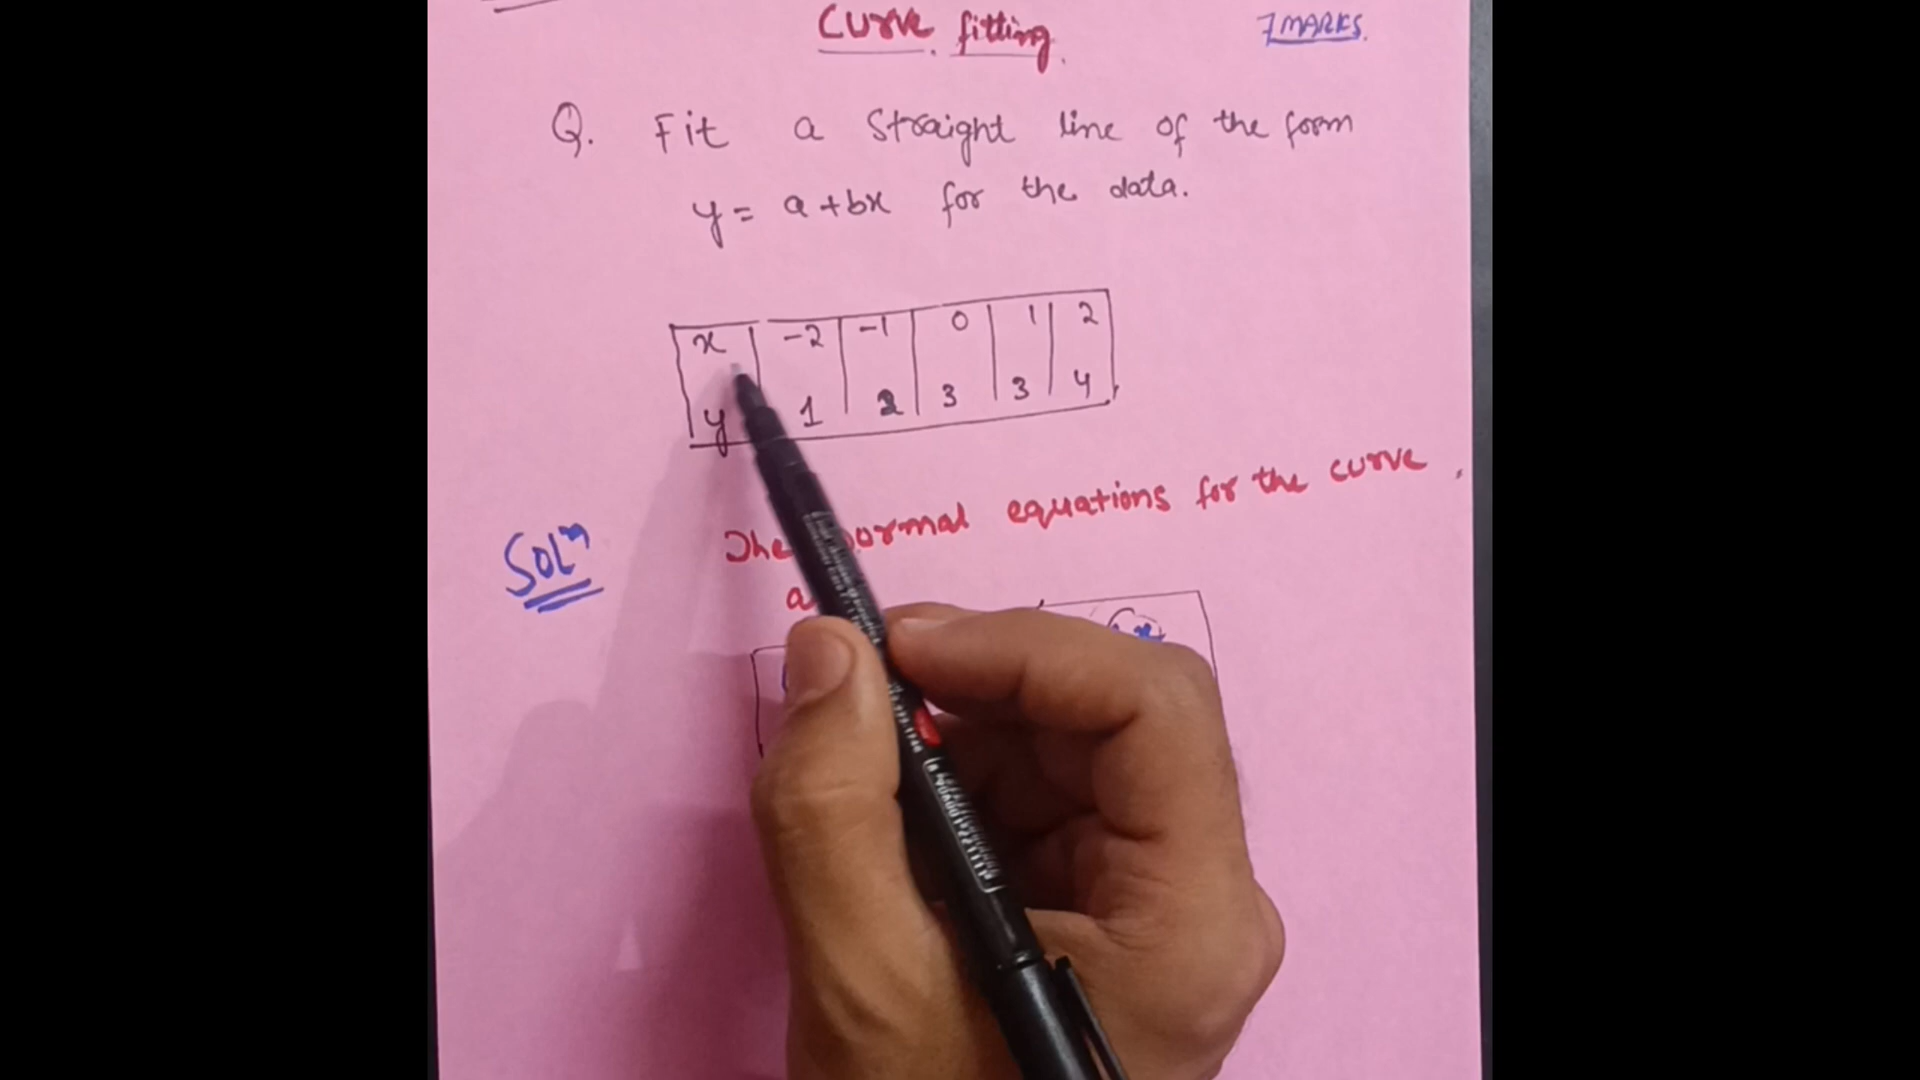 Curve fitting
7 MARKS.
Q. Fit a Straight line of the form
y = a+bx for the data.
x -2 -1 0 1 2
y 1 2 3 3 4
Solⁿ
The normal equations for the curve.